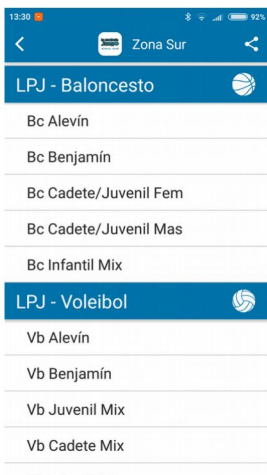 13:30 92%
Zona Sur
LPJ - Baloncesto
Bc Alevín
Bc Benjamín
Bc Cadete/Juvenil Fem
Bc Cadete/Juvenil Mas
Bc Infantil Mix
LPJ - Voleibol
Vb Alevín
Vb Benjamín
Vb Juvenil Mix
Vb Cadete Mix